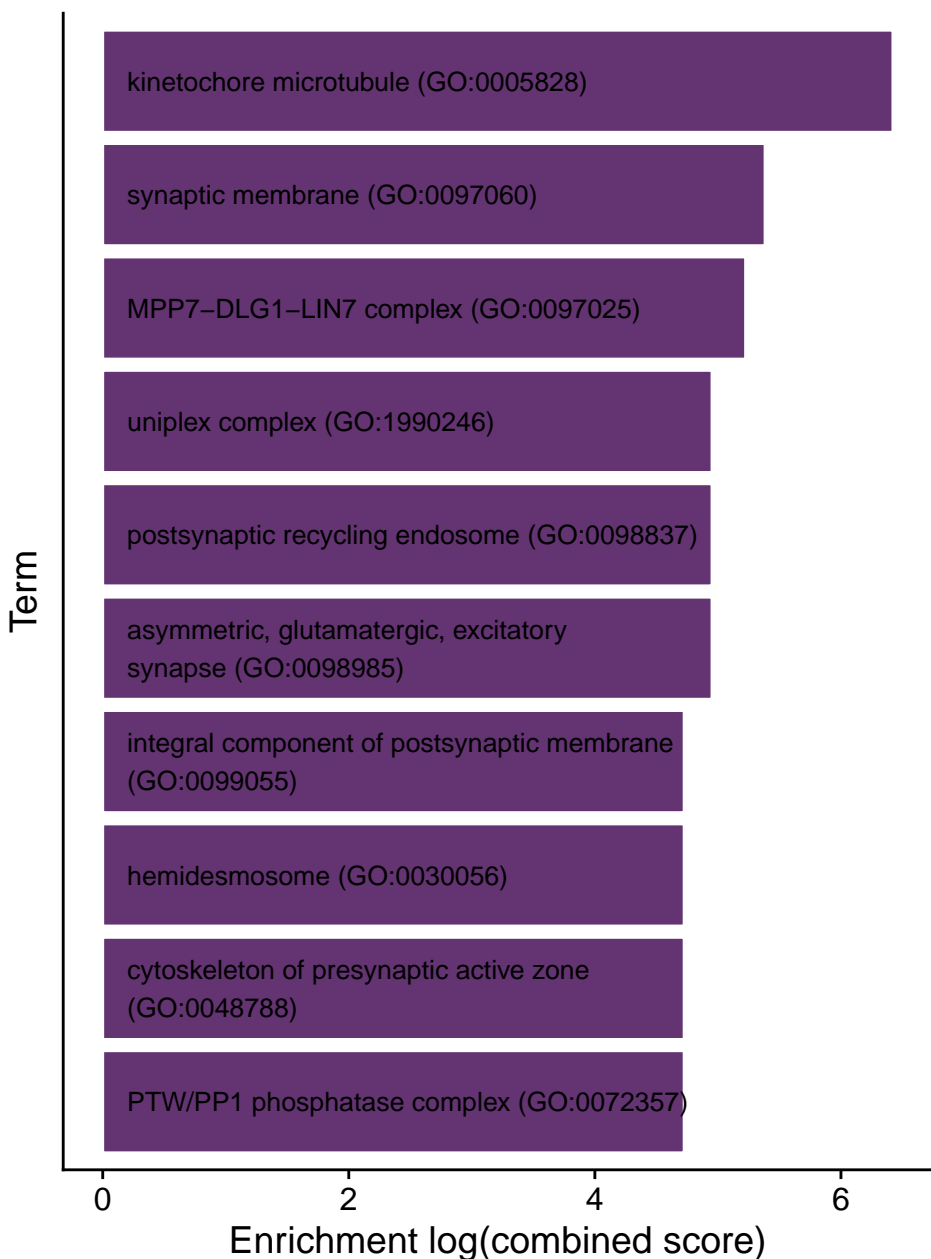 kinetochore microtubule (GO:0005828)
synaptic membrane (GO:0097060)
MPP7−DLG1−LIN7 complex (GO:0097025)
uniplex complex (GO:1990246)
postsynaptic recycling endosome (GO:0098837)
asymmetric, glutamatergic, excitatory
synapse (GO:0098985)
integral component of postsynaptic membrane
(GO:0099055)
hemidesmosome (GO:0030056)
cytoskeleton of presynaptic active zone
(GO:0048788)
PTW/PP1 phosphatase complex (GO:0072357)
Term
0 2 4 6
Enrichment log(combined score)